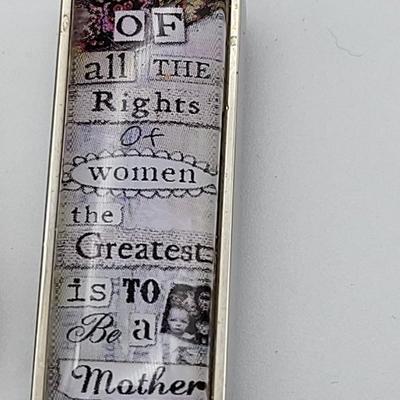 OF
all THE
Rights
Of
women
the
Greatest
is TO
Be a
Mother